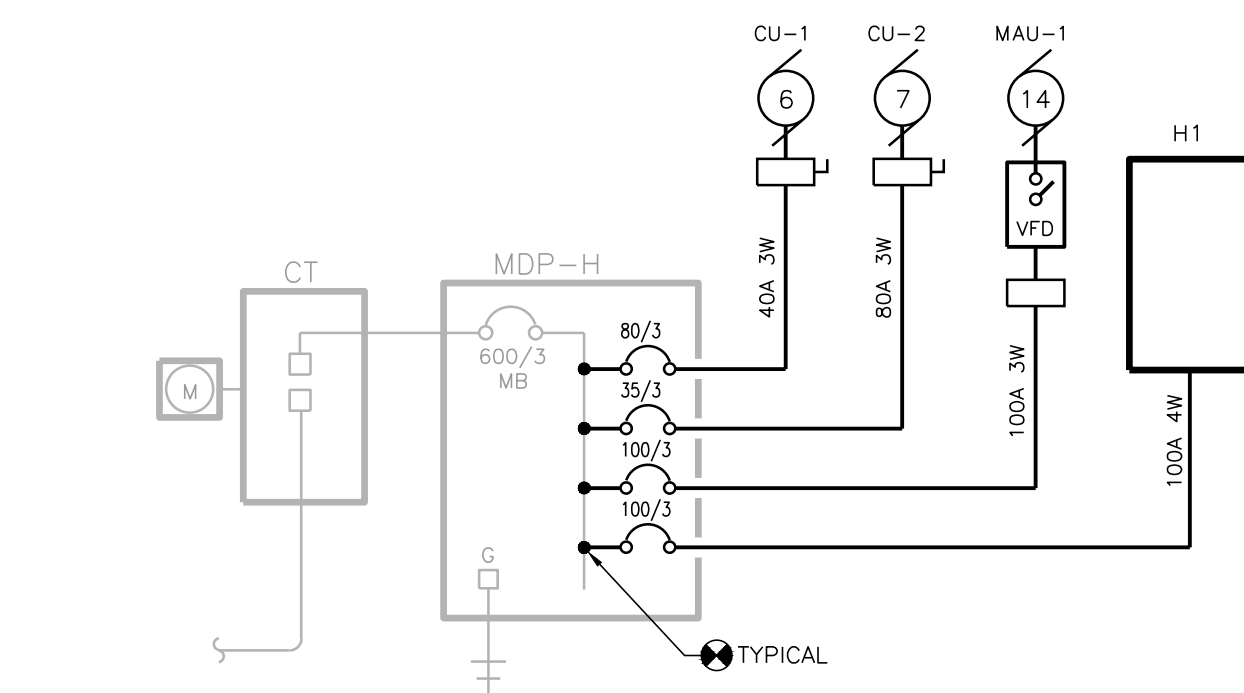 CU-1
CU-2
MAU-1
6
7
14
H1
VFD
40A 3W
80A 3W
CT
MDP-H
80/3
600/3
MB
M
35/3
100A 3W
100A 4W
100/3
100/3
G
TYPICAL